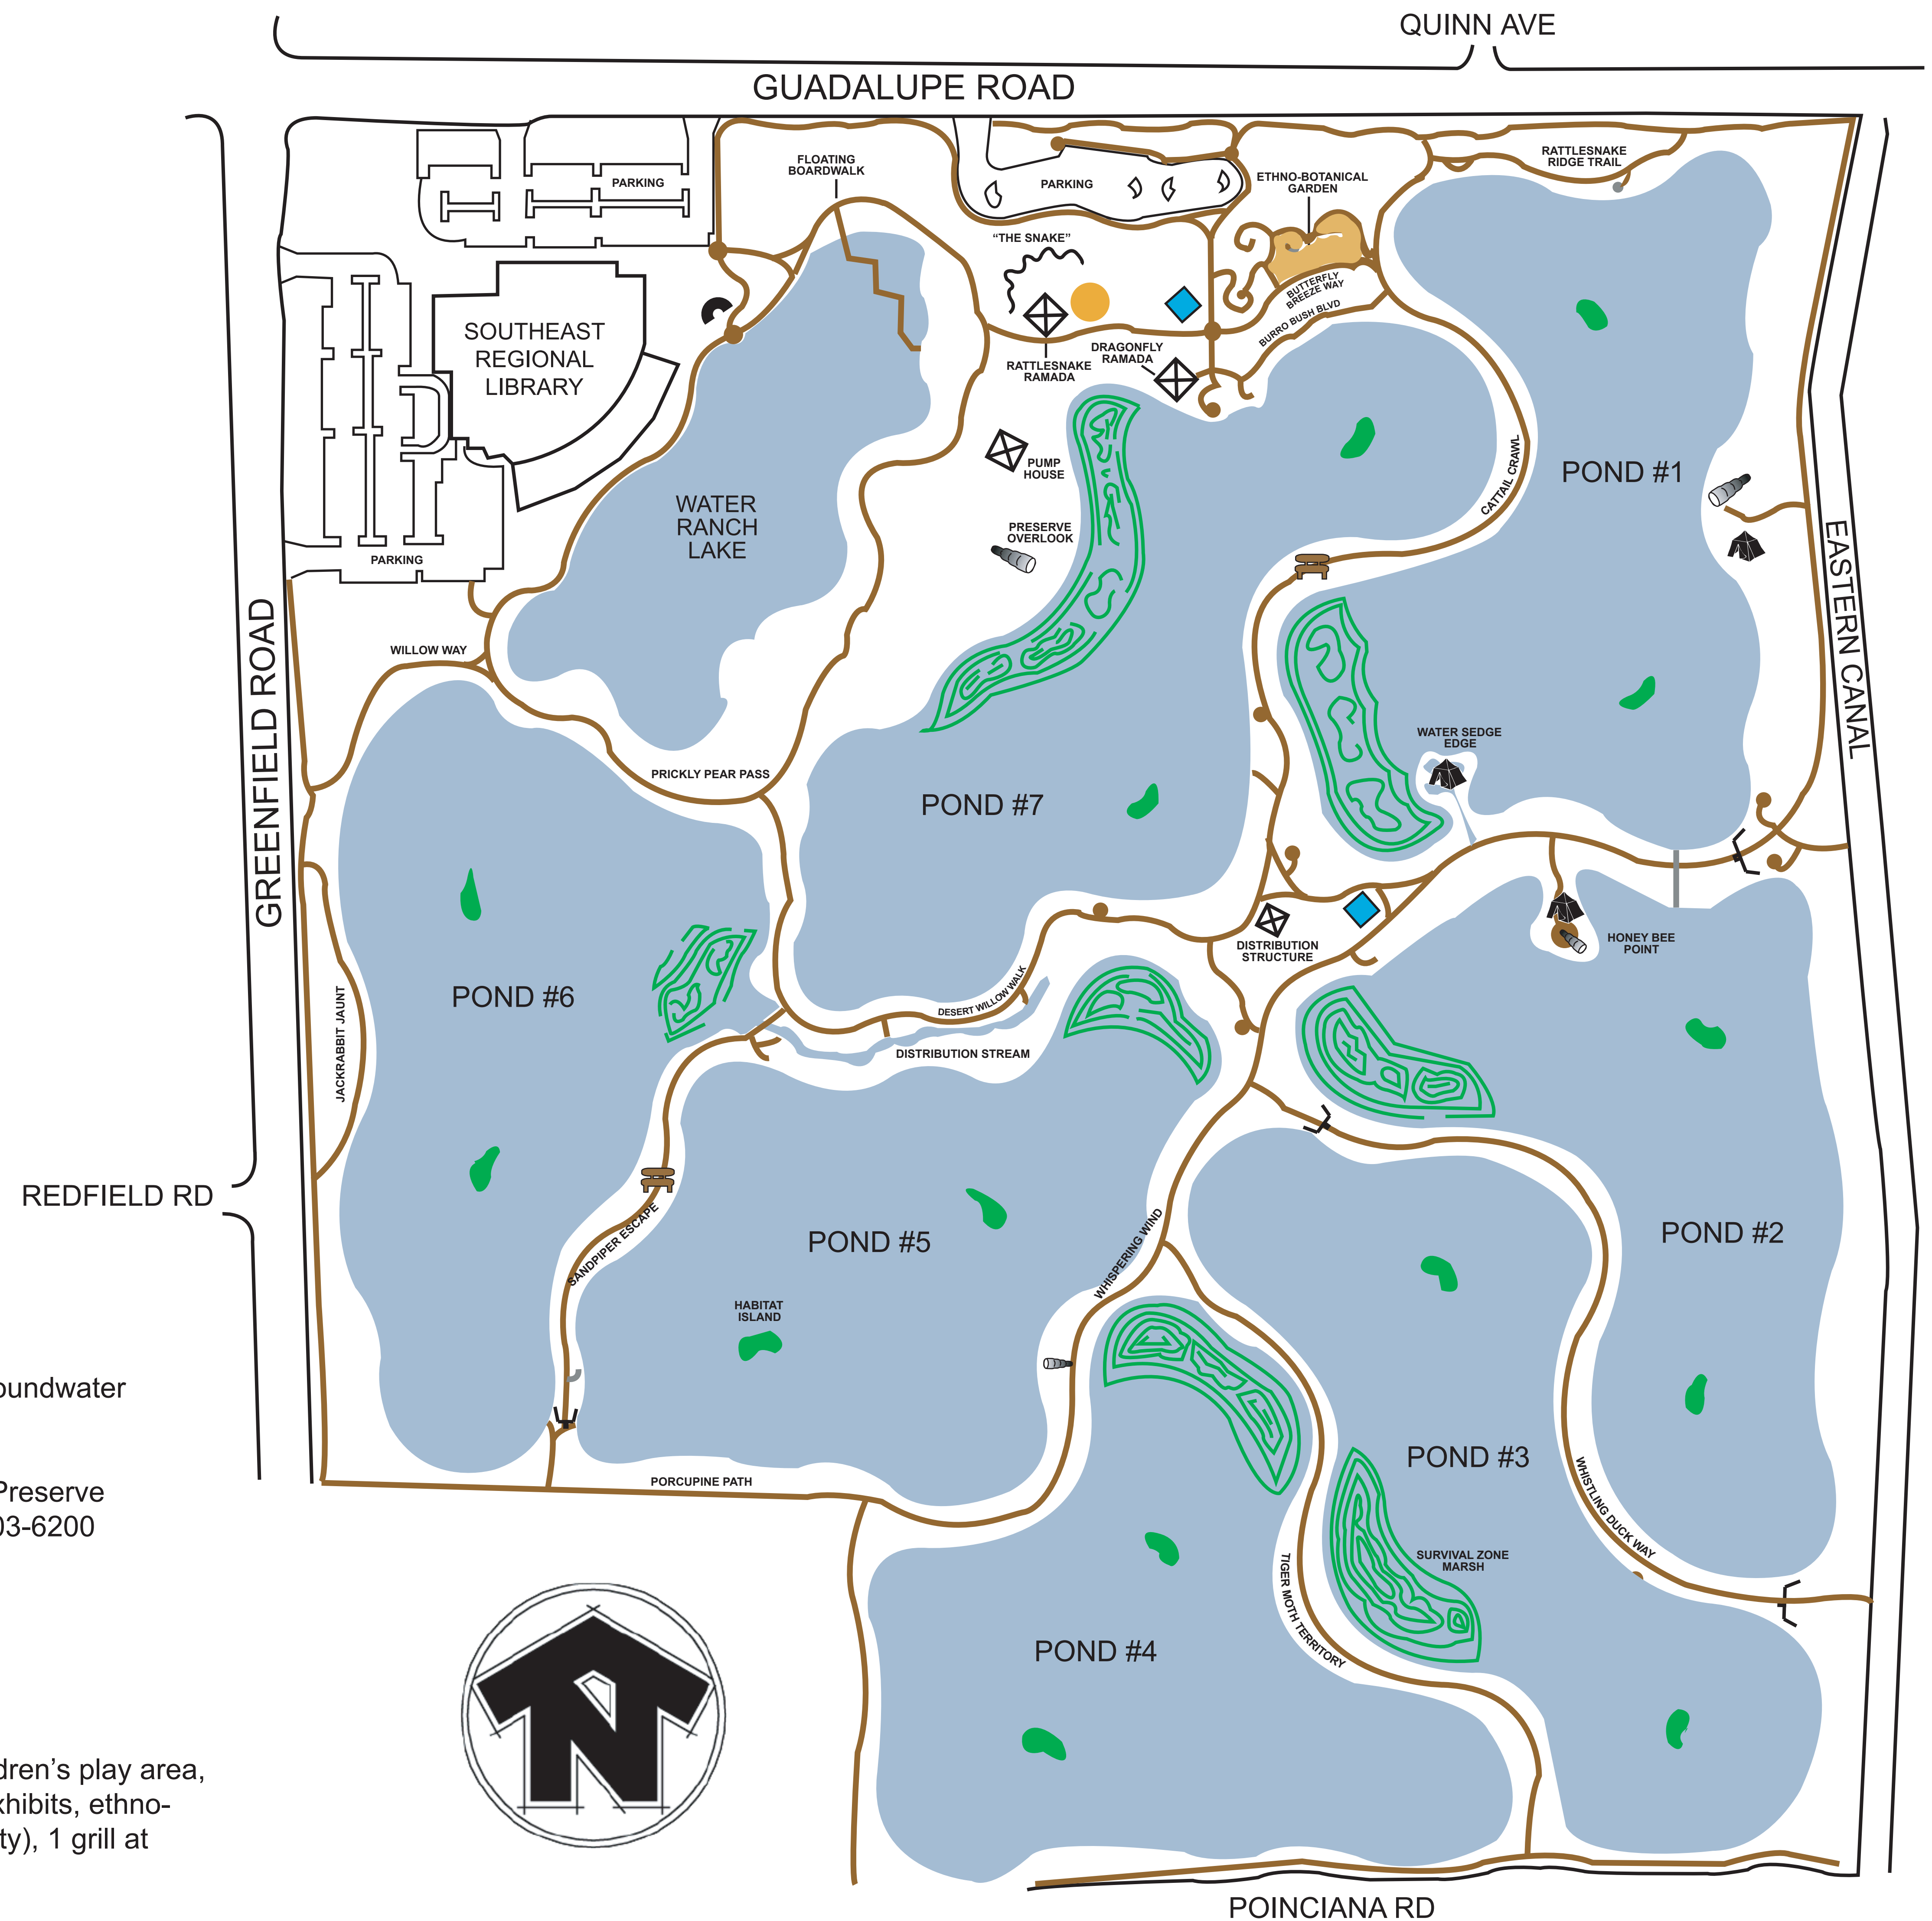 QUINN AVE
GUADALUPE ROAD
RATTLESNAKE
RIDGE TRAIL
FLOATING
BOARDWALK
PARKING
PARKING
ETHNO-BOTANICAL
GARDEN
“THE SNAKE”
BUTTERFLY
BREEZE WAY
BURRO BUSH BLVD
SOUTHEAST
REGIONAL
LIBRARY
DRAGONFLY
RAMADA
RATTLESNAKE
RAMADA
PUMP
HOUSE
CATTAIL CRAWL
POND #1
WATER
RANCH
LAKE
PRESERVE
OVERLOOK
PARKING
EASTERN CANAL
GREENFIELD ROAD
WILLOW WAY
WATER SEDGE
EDGE
PRICKLY PEAR PASS
POND #7
HONEY BEE
POINT
DISTRIBUTION
STRUCTURE
POND #6
DESERT WILLOW WALK
JACKRABBIT JAUNT
DISTRIBUTION STREAM
REDFIELD RD
SANDPIPER ESCAPE
POND #5
WHISPERING WIND
POND #2
HABITAT
ISLAND
oundwater
POND #3
PORCUPINE PATH
Preserve
03-6200
WHISTLING DUCK WAY
SURVIVAL ZONE
MARSH
TIGER MOTH TERRITORY
POND #4
N
dren’s play area,
xhibits, ethno-
ty), 1 grill at
POINCIANA RD